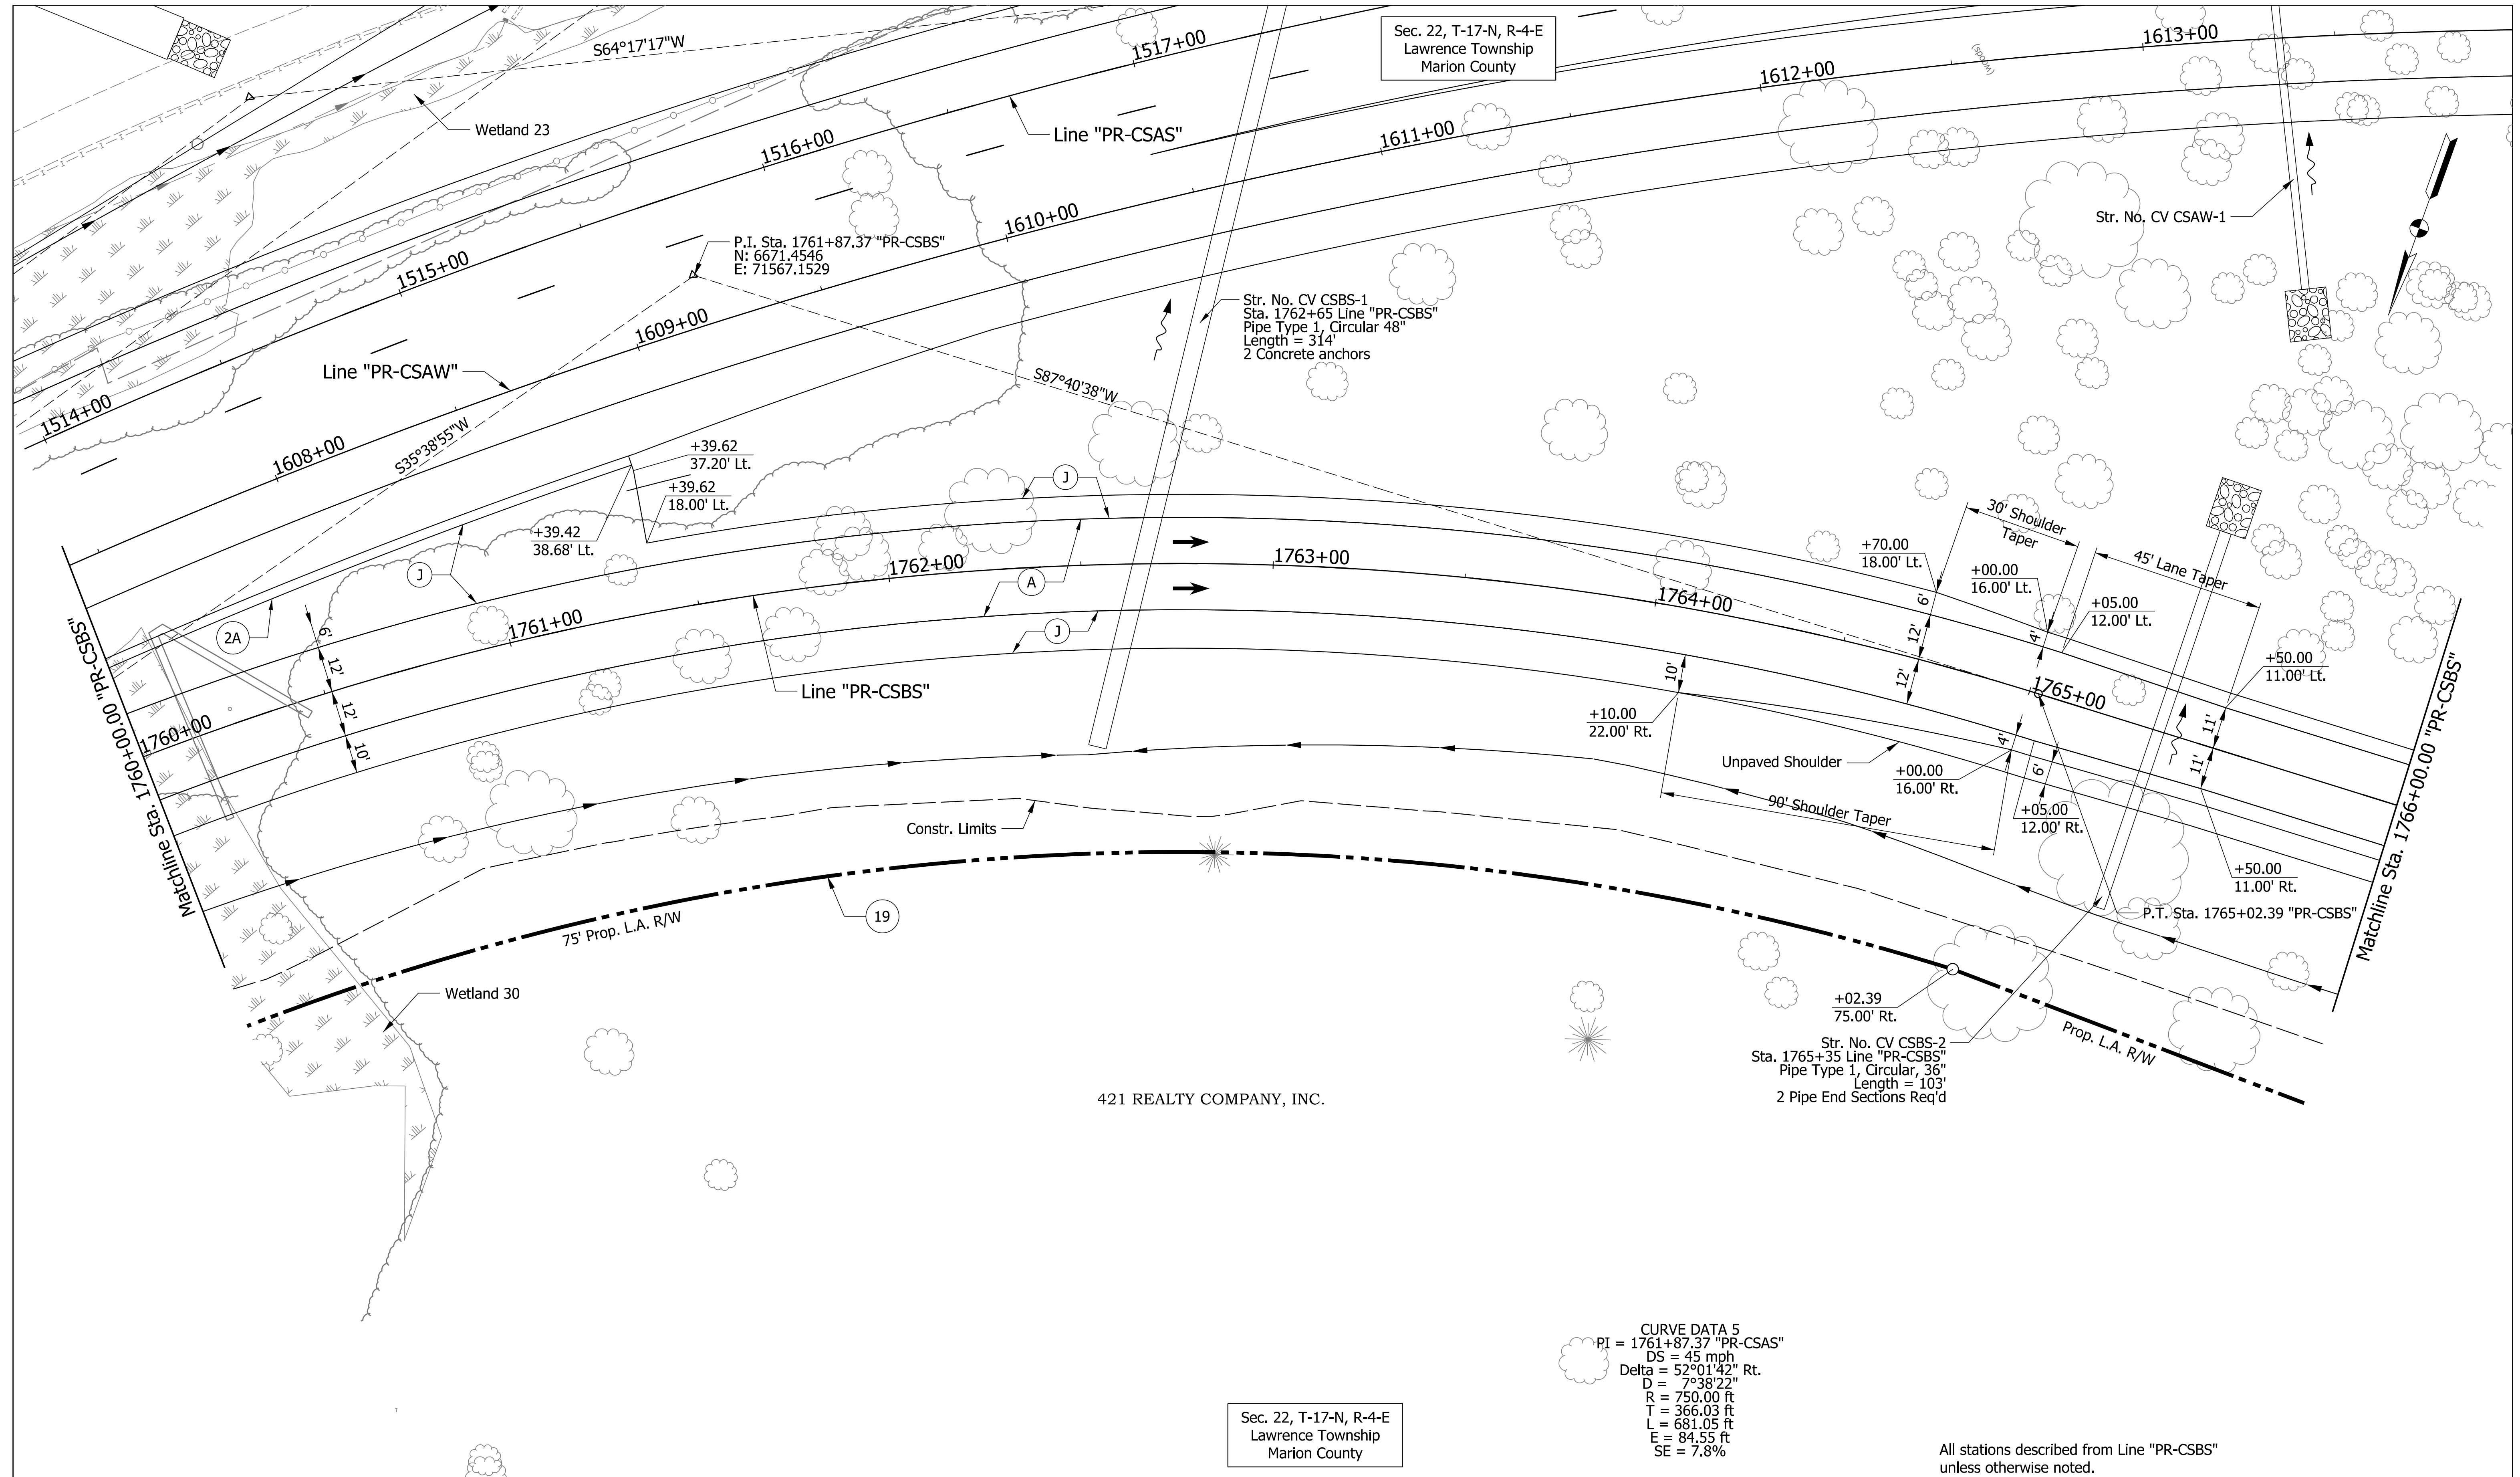 S64°17'17"W
Wetland 23
1517+00
Line "PR-CSAS"
1516+00
1515+00
1514+00
Sec. 22, T-17-N, R-4-E
Lawrence Township
Marion County
1613+00
(woods)
1612+00
1611+00
1610+00
1609+00
1608+00
Line "PR-CSAW"
Str. No. CV CSAW-1
P.I. Sta. 1761+87.37 "PR-CSBS"
N: 6671.4546
E: 71567.1529
Str. No. CV CSBS-1
Sta. 1762+65 Line "PR-CSBS"
Pipe Type 1, Circular 48"
Length = 314'
2 Concrete anchors
S87°40'38"W
S35°38'55"W
+39.62
37.20' Lt.
+39.62
18.00' Lt.
+39.42
38.68' Lt.
J
J
A
J
2A
Matchline Sta. 1760+00.00 "PR-CSBS"
6'
12'
12'
10'
1760+00
1761+00
1762+00
1763+00
1764+00
1765+00
Line "PR-CSBS"
30' Shoulder
Taper
45' Lane Taper
+70.00
18.00' Lt.
+00.00
16.00' Lt.
+05.00
12.00' Lt.
+50.00
11.00' Lt.
6'
12'
12'
4'
10'
+10.00
22.00' Rt.
Unpaved Shoulder
+00.00
16.00' Rt.
4'
6'
11'
11'
90' Shoulder Taper
+05.00
12.00' Rt.
+50.00
11.00' Rt.
P.T. Sta. 1765+02.39 "PR-CSBS"
Matchline Sta. 1766+00.00 "PR-CSBS"
Constr. Limits
19
75' Prop. L.A. R/W
Wetland 30
+02.39
75.00' Rt.
Prop. L.A. R/W
Str. No. CV CSBS-2
Sta. 1765+35 Line "PR-CSBS"
Pipe Type 1, Circular, 36"
Length = 103'
2 Pipe End Sections Req'd
421 REALTY COMPANY, INC.
T
CURVE DATA 5
PI = 1761+87.37 "PR-CSAS"
DS = 45 mph
Delta = 52°01'42" Rt.
D = 7°38'22"
R = 750.00 ft
T = 366.03 ft
L = 681.05 ft
E = 84.55 ft
SE = 7.8%
Sec. 22, T-17-N, R-4-E
Lawrence Township
Marion County
All stations described from Line "PR-CSBS"
unless otherwise noted.